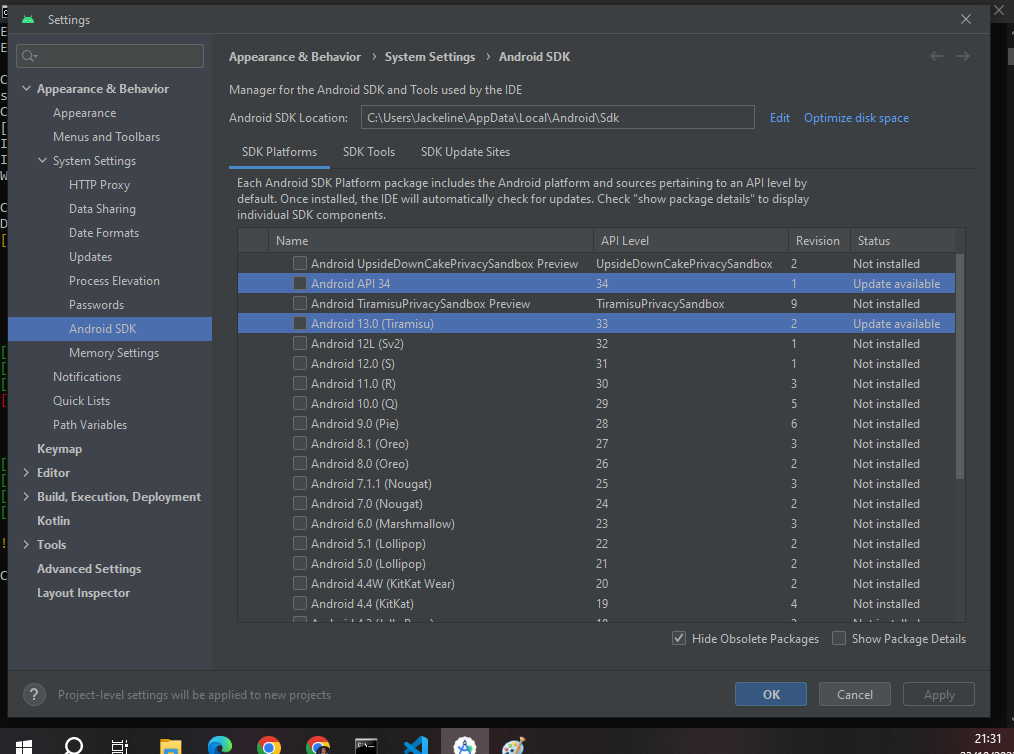 Settings
Appearance & Behavior
Appearance
Menus and Toolbars
System Settings
HTTP Proxy
Data Sharing
Date Formats
Updates
Process Elevation
Passwords
Android SDK
Memory Settings
Notifications
Quick Lists
Path Variables
Keymap
Editor
Build, Execution, Deployment
Kotlin
Tools
Advanced Settings
Layout Inspector
Appearance & Behavior › System Settings › Android SDK
Manager for the Android SDK and Tools used by the IDE
Android SDK Location: C:\Users\Jackeline\AppData\Local\Android\Sdk Edit Optimize disk space
SDK Platforms SDK Tools SDK Update Sites
Each Android SDK Platform package includes the Android platform and sources pertaining to an API level by
default. Once installed, the IDE will automatically check for updates. Check "show package details" to display
individual SDK components.
Name API Level Revision Status
Android UpsideDownCakePrivacySandbox Preview UpsideDownCakePrivacySandbox 2 Not installed
Android API 34 34 1 Update available
Android TiramisuPrivacySandbox Preview TiramisuPrivacySandbox 9 Not installed
Android 13.0 (Tiramisu) 33 2 Update available
Android 12L (Sv2) 32 1 Not installed
Android 12.0 (S) 31 1 Not installed
Android 11.0 (R) 30 3 Not installed
Android 10.0 (Q) 29 5 Not installed
Android 9.0 (Pie) 28 6 Not installed
Android 8.1 (Oreo) 27 3 Not installed
Android 8.0 (Oreo) 26 2 Not installed
Android 7.1.1 (Nougat) 25 3 Not installed
Android 7.0 (Nougat) 24 2 Not installed
Android 6.0 (Marshmallow) 23 3 Not installed
Android 5.1 (Lollipop) 22 2 Not installed
Android 5.0 (Lollipop) 21 2 Not installed
Android 4.4W (KitKat Wear) 20 2 Not installed
Android 4.4 (KitKat) 19 4 Not installed
Hide Obsolete Packages Show Package Details
? Project-level settings will be applied to new projects
OK Cancel Apply
21:31